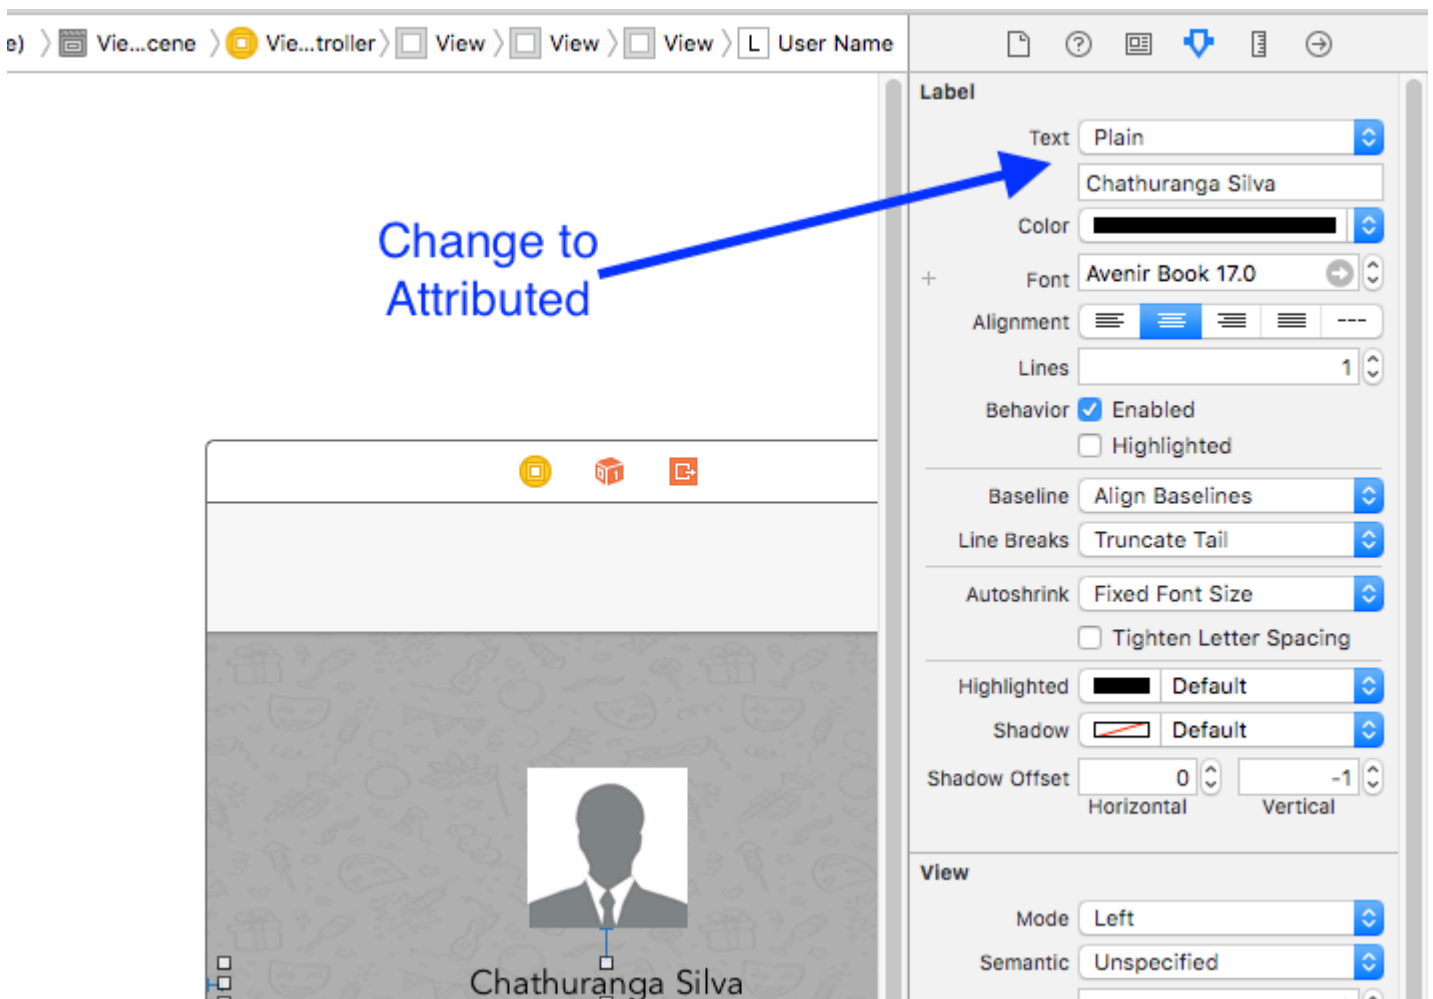 e) Vie...cene Vie...troller View View View L User Name
Label
Text Plain
Chathuranga Silva
Color
Change to
Attributed
+ Font Avenir Book 17.0
Alignment
Lines 1
Behavior Enabled
Highlighted
Baseline Align Baselines
Line Breaks Truncate Tail
Autoshrink Fixed Font Size
Tighten Letter Spacing
Highlighted Default
Shadow Default
Shadow Offset 0 -1
Horizontal Vertical
View
Mode Left
Semantic Unspecified
Chathuranga Silva